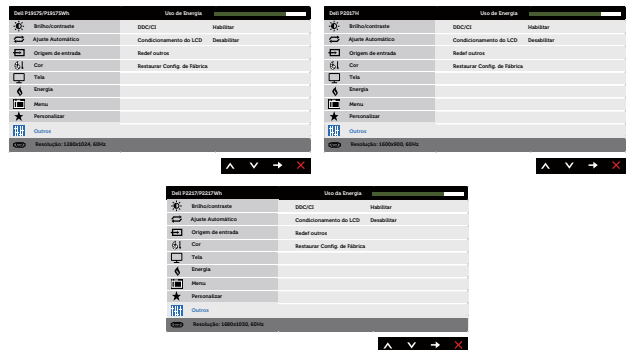 Dell P1917S/P1917SWh Uso de Energia
Brilho/contraste DDC/CI Habilitar
Ajuste Automático Condicionamento do LCD Desabilitar
Origem de entrada Redef outros
Cor Restaurar Config. de Fábrica
Tela
Energia
Menu
Personalizar
Outros
Resolução: 1280x1024, 60Hz
Dell P2017H Uso de Energia
Brilho/contraste DDC/CI Habilitar
Ajuste Automático Condicionamento do LCD Desabilitar
Origem de entrada Redef outros
Cor Restaurar Config. de Fábrica
Tela
Energia
Menu
Personalizar
Outros
Resolução: 1600x900, 60Hz
Dell P2217/P2217Wh Uso da Energia
Brilho/contraste DDC/CI Habilitar
Ajuste Automático Condicionamento do LCD Desabilitar
Origem de entrada Redef outros
Cor Restaurar Config. de Fábrica
Tela
Energia
Menu
Personalizar
Outros
Resolução: 1680x1050, 60Hz